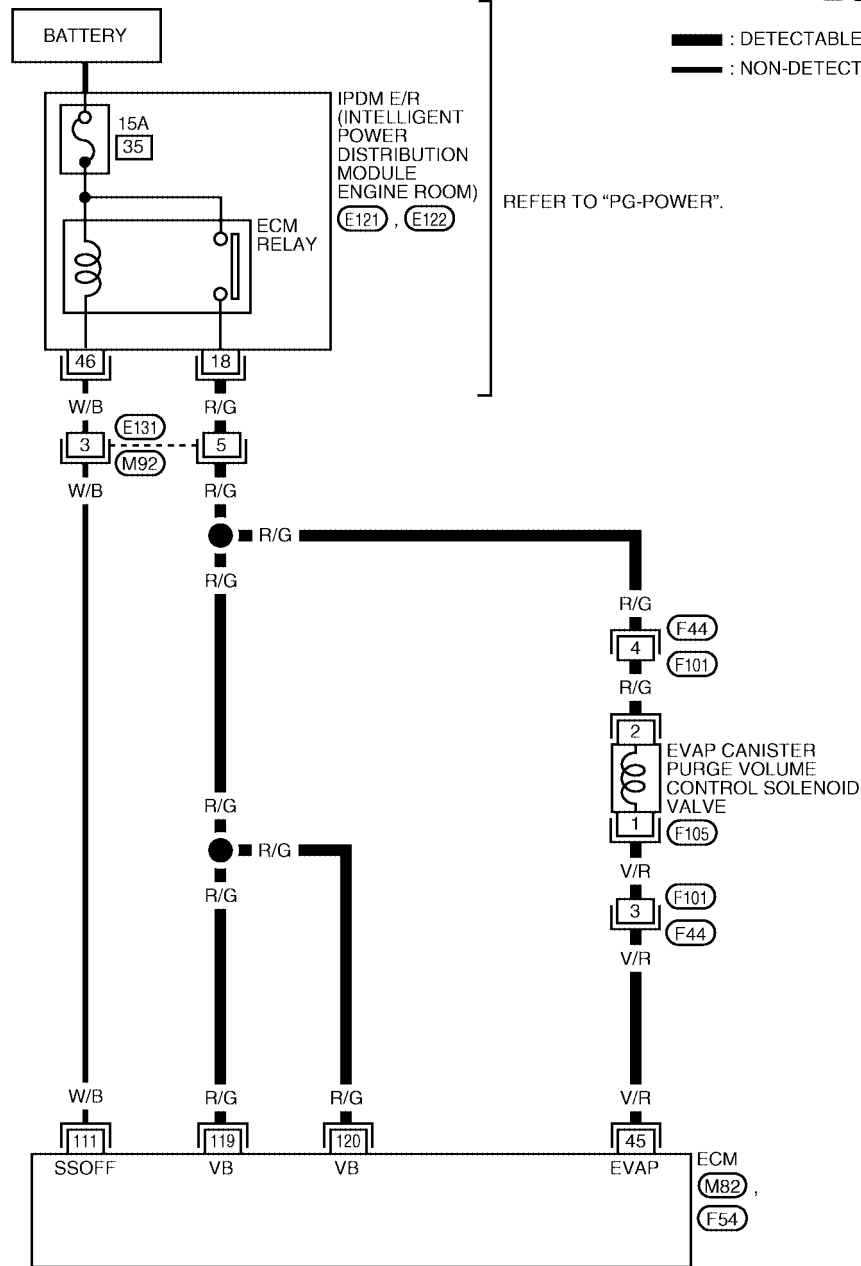 BATTERY
: DETECTABLE
: NON-DETECT
15A
35
IPDM E/R
(INTELLIGENT
POWER
DISTRIBUTION
MODULE
ENGINE ROOM)
E121 , E122
ECM
RELAY
REFER TO "PG-POWER".
46
18
W/B
R/G
3
E131
M92
5
W/B
R/G
R/G
R/G
R/G
4
F44
F101
R/G
2
EVAP CANISTER
PURGE VOLUME
CONTROL SOLENOID
VALVE
1
F105
R/G
R/G
R/G
V/R
3
F101
F44
V/R
W/B
R/G
R/G
V/R
111
119
120
45
SSOFF
VB
VB
EVAP
ECM
M82 ,
F54